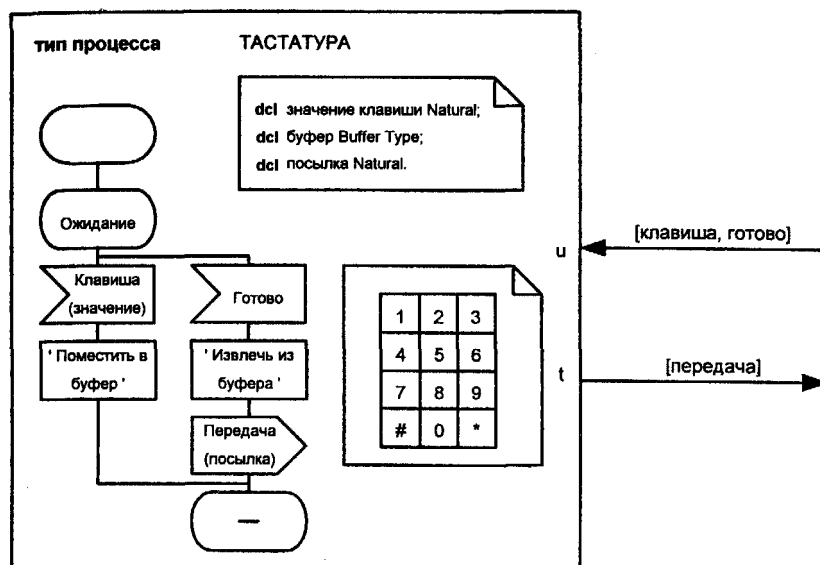 тип процесса ТАСТАТУРА
dcl значение клавиши Natural;
dcl буфер Buffer Type;
dcl посылка Natural.
Ожидание
Клавиша
(значение)
Готово
' Поместить в
буфер '
' Извлечь из
буфера '
Передача
(посылка)
—
1 2 3
4 5 6
7 8 9
# 0 *
u
[клавиша, готово]
t
[передача]